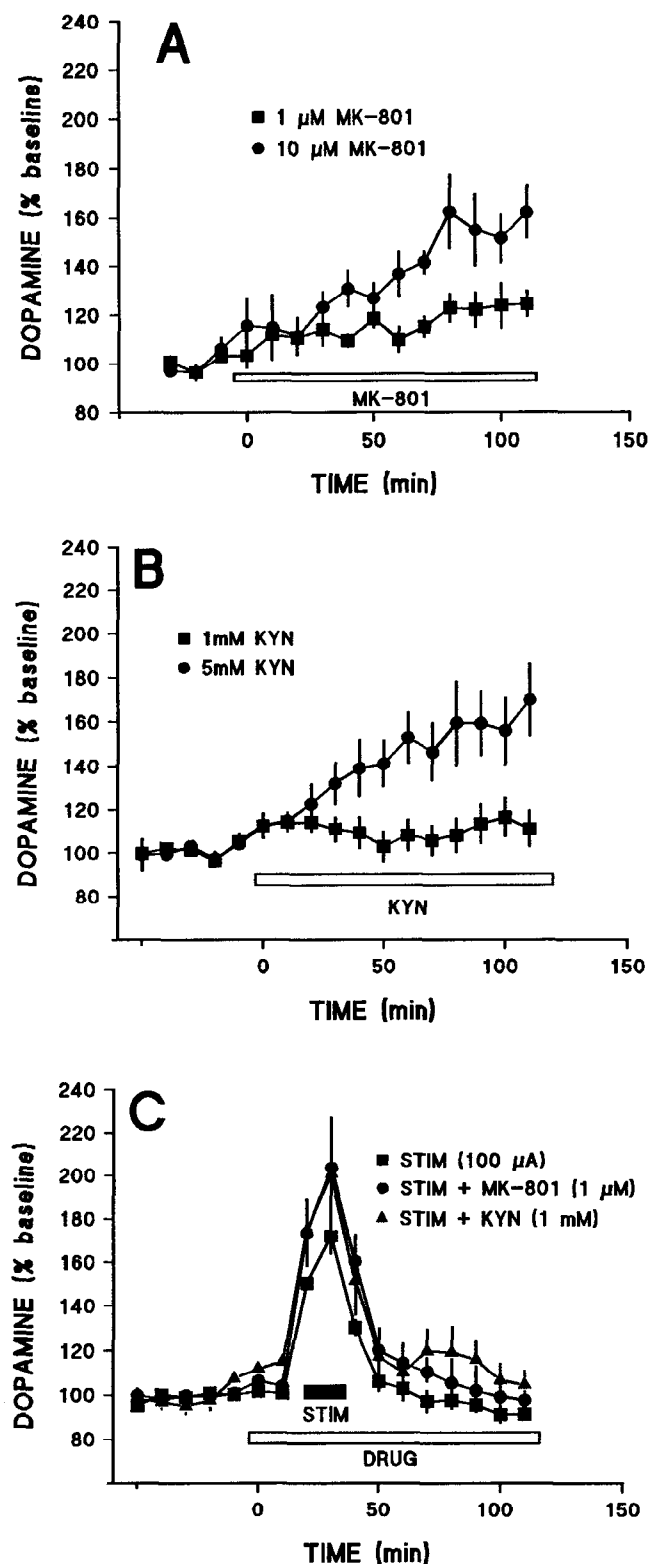 A
DOPAMINE (% baseline)
240
220
200
180
160
140
120
100
80
1 μM MK-801
10 μM MK-801
MK-801
0
50
100
150
TIME (min)
B
DOPAMINE (% baseline)
240
220
200
180
160
140
120
100
80
1mM KYN
5mM KYN
KYN
0
50
100
150
TIME (min)
C
DOPAMINE (% baseline)
240
220
200
180
160
140
120
100
80
STIM (100 μA)
STIM + MK-801 (1 μM)
STIM + KYN (1 mM)
STIM
DRUG
0
50
100
150
TIME (min)